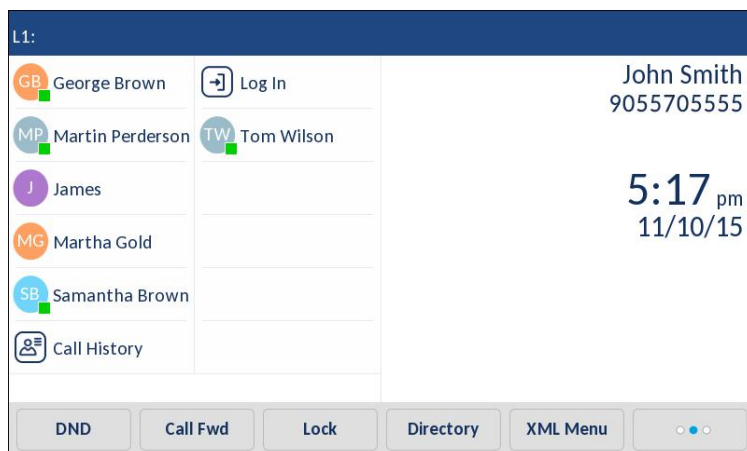 L1:
GB George Brown
Log In
John Smith
9055705555
MP Martin Perderson
TW Tom Wilson
J James
5:17 pm
11/10/15
MG Martha Gold
SB Samantha Brown
Call History
DND
Call Fwd
Lock
Directory
XML Menu